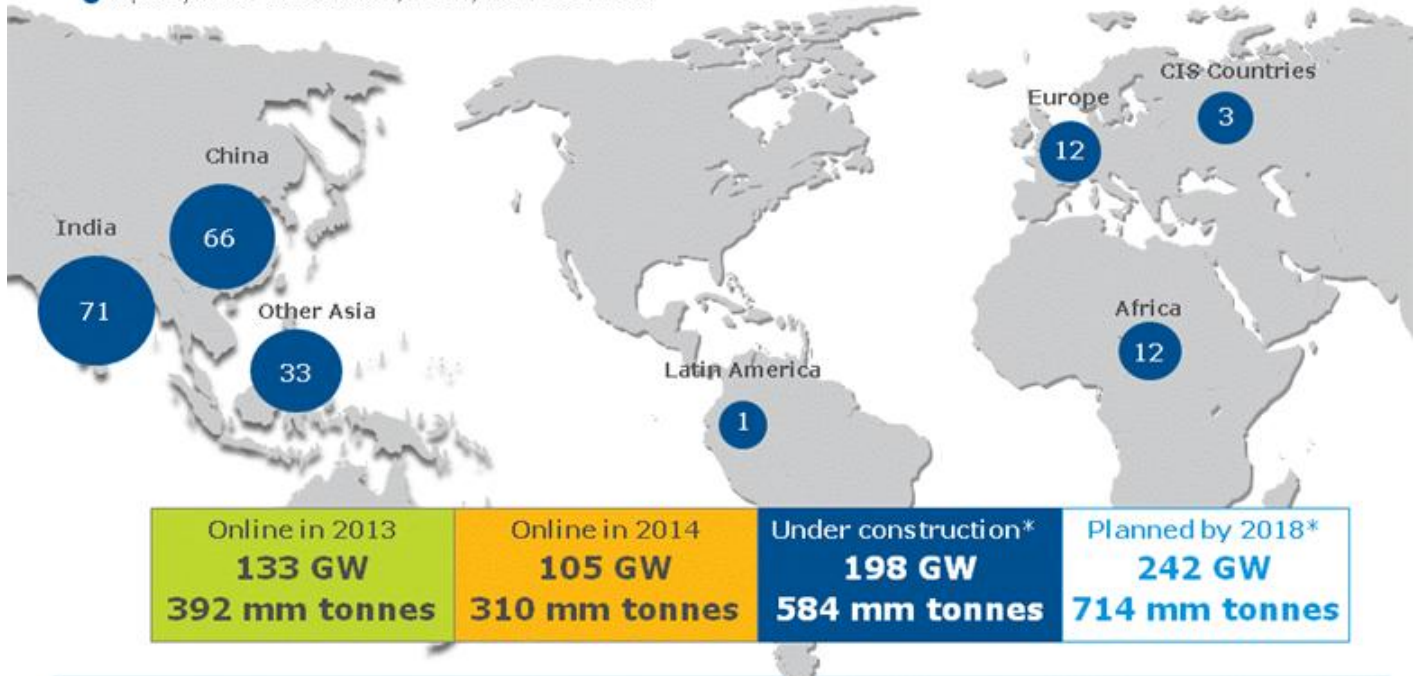 CIS Countries
Europe
3
12
China
66
India
71
Other Asia
33
Africa
12
Latin America
1
Online in 2013
133 GW
392 mm tonnes
Online in 2014
105 GW
310 mm tonnes
Under construction*
198 GW
584 mm tonnes
Planned by 2018*
242 GW
714 mm tonnes